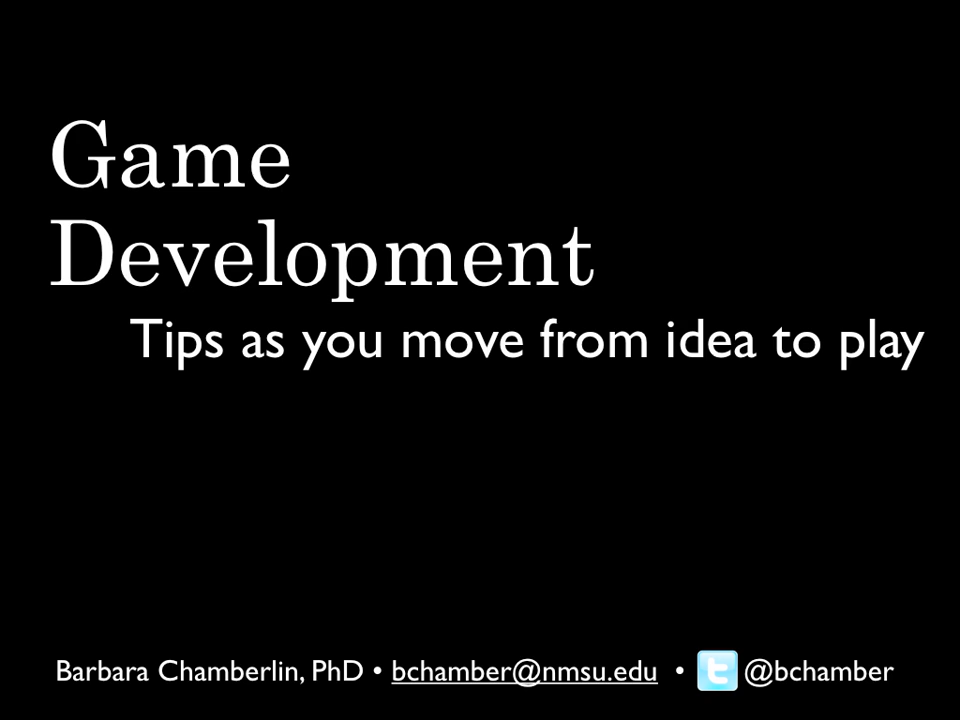 Game
Development
Tips as you move from idea to play
Barbara Chamberlin, PhD • bchamber@nmsu.edu • @bchamber